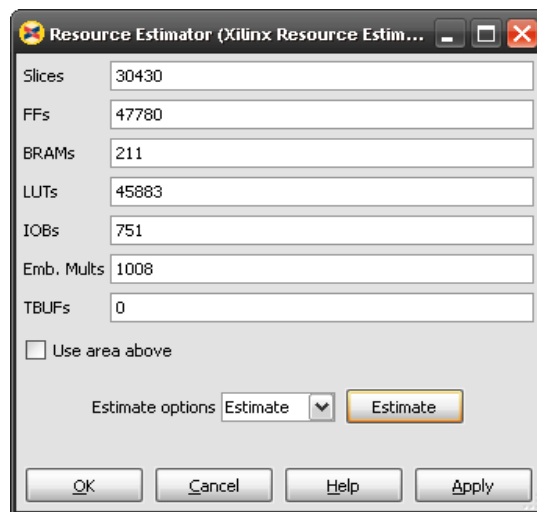 Resource Estimator (Xilinx Resource Estim...
Slices 30430
FFs 47780
BRAMs 211
LUTs 45883
IOBs 751
Emb. Mults 1008
TBUFs 0
Use area above
Estimate options Estimate Estimate
OK Cancel Help Apply